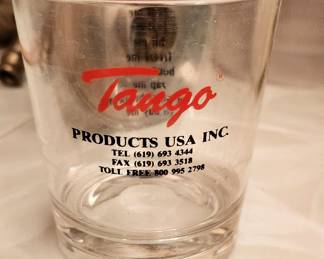 Tango®
PRODUCTS USA INC.
TEL (619) 693 4344
FAX (619) 693 3518
TOLL FREE 800 995 2798